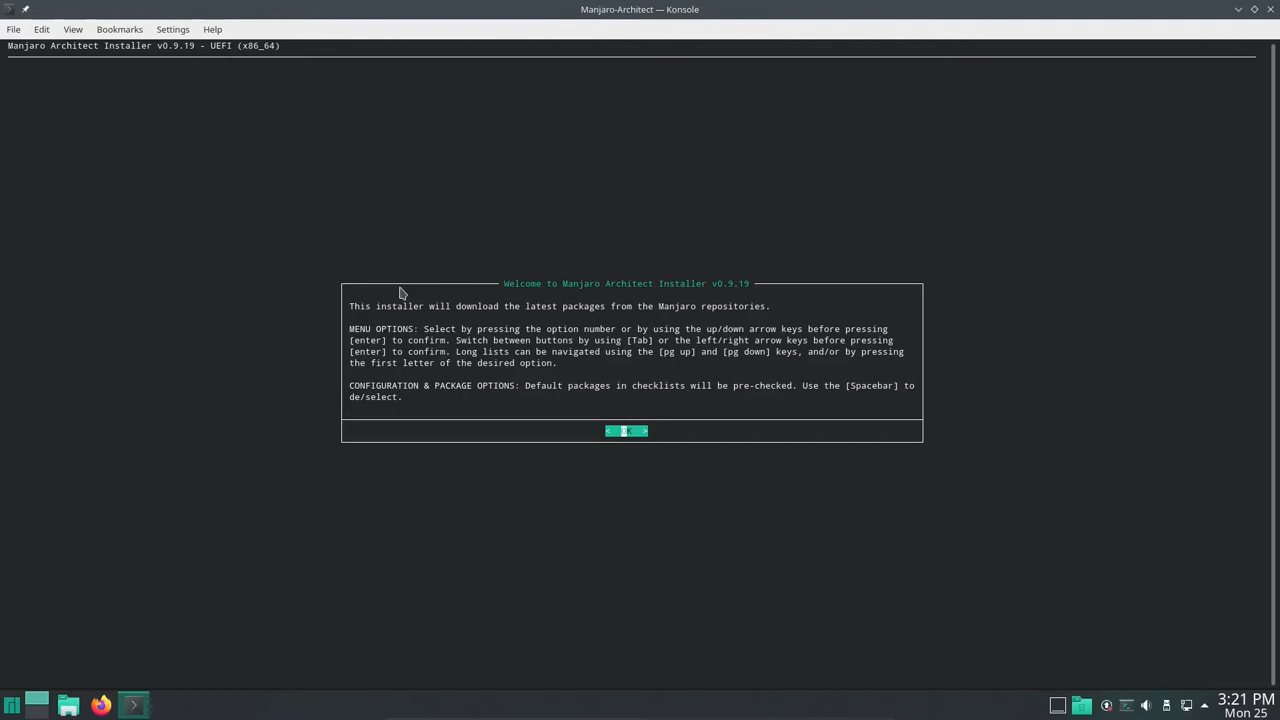 Manjaro-Architect — Konsole
File Edit View Bookmarks Settings Help
Manjaro Architect Installer v0.9.19 - UEFI (x86_64)
Welcome to Manjaro Architect Installer v0.9.19
This installer will download the latest packages from the Manjaro repositories.
MENU OPTIONS: Select by pressing the option number or by using the up/down arrow keys before pressing
[enter] to confirm. Switch between buttons by using [Tab] or the left/right arrow keys before pressing
[enter] to confirm. Long lists can be navigated using the [pg up] and [pg down] keys, and/or by pressing
the first letter of the desired option.
CONFIGURATION & PACKAGE OPTIONS: Default packages in checklists will be pre-checked. Use the [Spacebar] to
de/select.
< OK >
3:21 PM
Mon 25